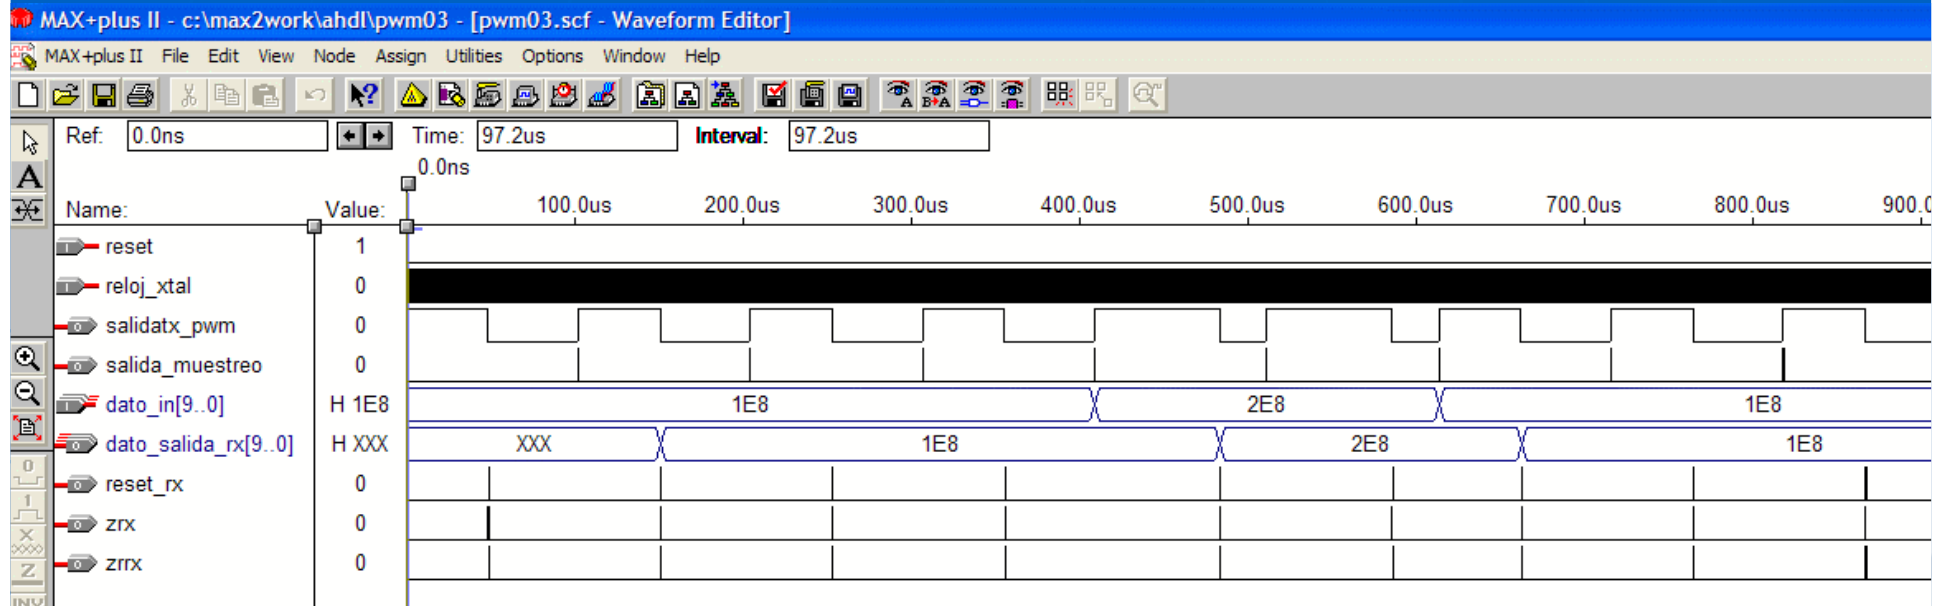 MAX+plus II - c:\max2work\ahdl\pwm03 - [pwm03.scf - Waveform Editor]
MAX+plus II File Edit View Node Assign Utilities Options Window Help
Ref: 0.0ns Time: 97.2us Interval: 97.2us
0.0ns
Name: Value: 100.0us 200.0us 300.0us 400.0us 500.0us 600.0us 700.0us 800.0us 900.0
reset 1
reloj_xtal 0
salidatx_pwm 0
salida_muestreo 0
dato_in[9..0] H 1E8 1E8 2E8 1E8
dato_salida_rx[9..0] H XXX XXX 1E8 2E8 1E8
reset_rx 0
zrx 0
zrrx 0